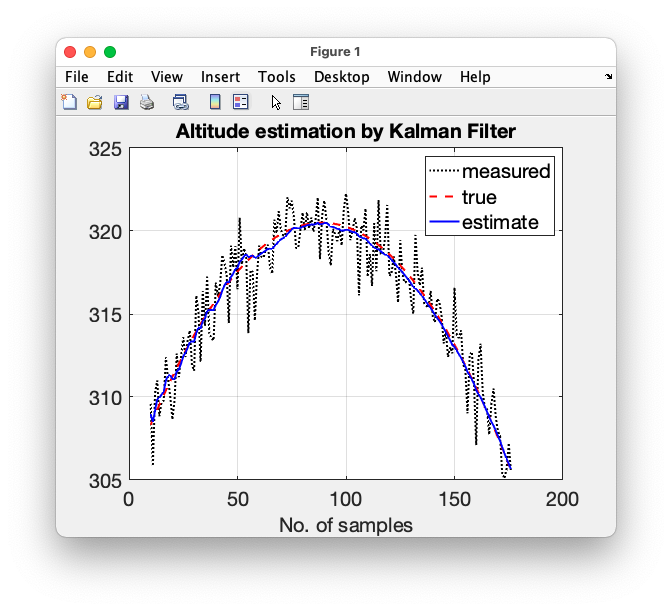 Figure 1
File Edit View Insert Tools Desktop Window Help
Altitude estimation by Kalman Filter
325
measured
true
estimate
320
315
310
305
0 50 100 150 200
No. of samples